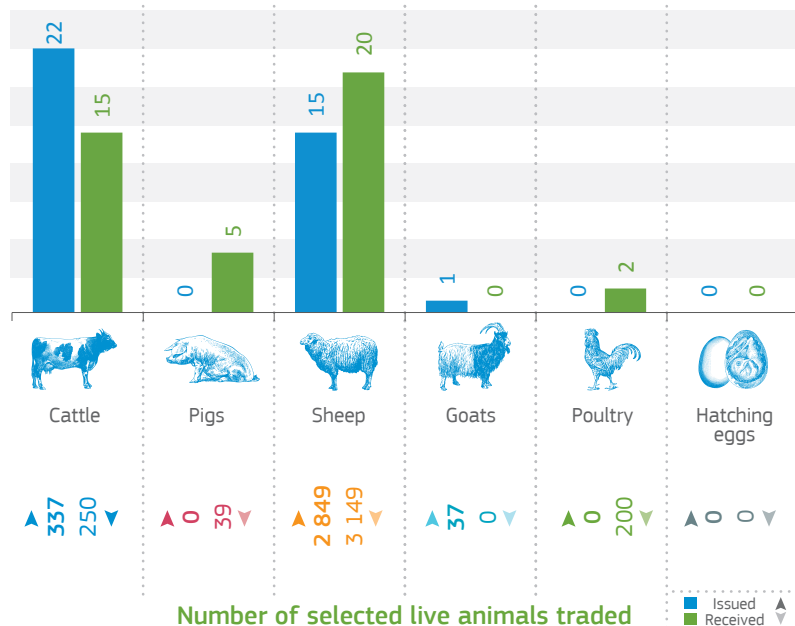 22
15
0
5
15
20
1
0
0
2
0
0
Cattle
Pigs
Sheep
Goats
Poultry
Hatching
eggs
337
250
0
39
2 849
3 149
37
0
0
200
0
0
Number of selected live animals traded
Issued
Received